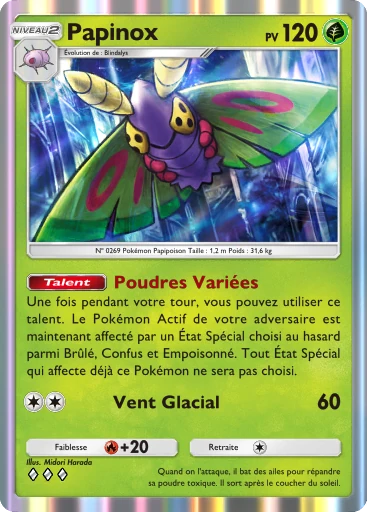 NIVEAU 2
Papinox
PV 120
Évolution de : Blindalys
N° 0269 Pokémon Papipoison Taille : 1,2 m Poids : 31,6 kg
Talent Poudres Variées
Une fois pendant votre tour, vous pouvez utiliser ce
talent. Le Pokémon Actif de votre adversaire est
maintenant affecté par un État Spécial choisi au hasard
parmi Brûlé, Confus et Empoisonné. Tout État Spécial
qui affecte déjà ce Pokémon ne sera pas choisi.
Vent Glacial 60
Faiblesse +20
Retraite
Illus. Midori Harada
Quand on l'attaque, il bat des ailes pour répandre
sa poudre toxique. Il sort après le coucher du soleil.